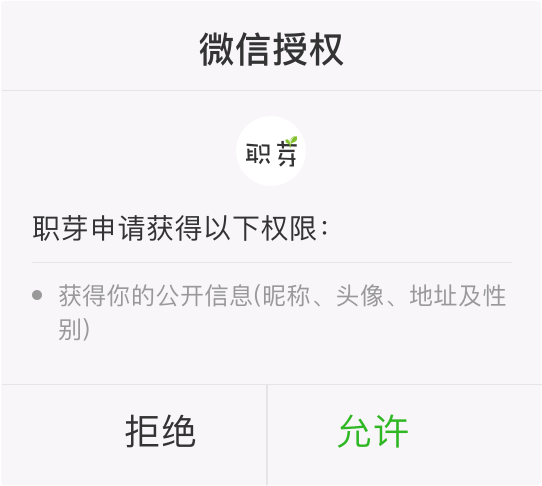 微信授权
职芽
职芽申请获得以下权限：
获得你的公开信息(昵称、头像、地址及性
别)
拒绝
允许